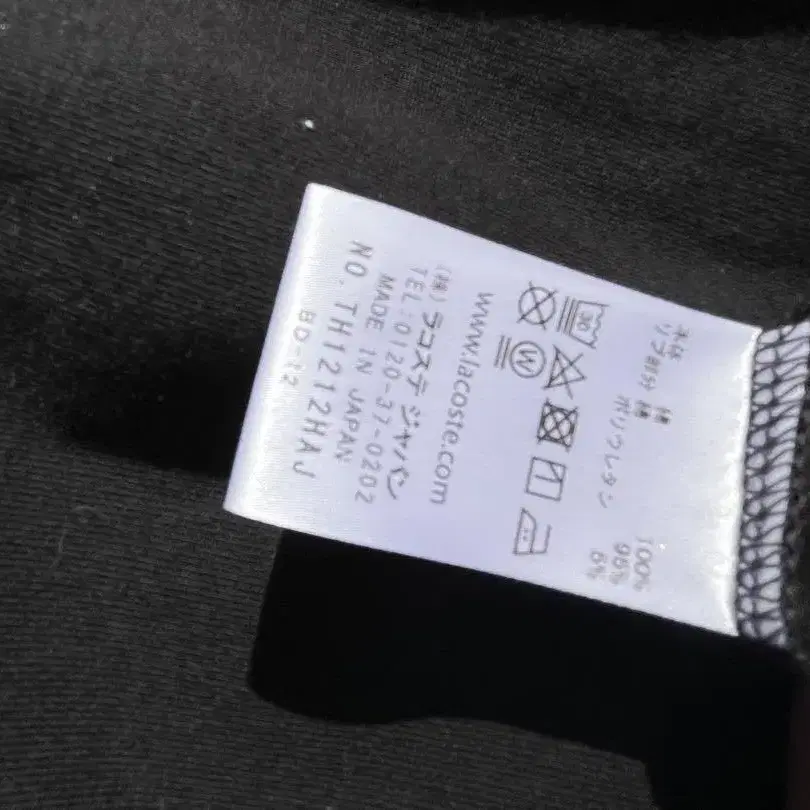 本体 綿 100%
リブ部分 綿 95%
ポリウレタン 5%
30
W
www.lacoste.com
(株)ラコステ ジャパン
TEL:0120-37-0202
MADE IN JAPAN
NO. TH1212HAJ
BD-12